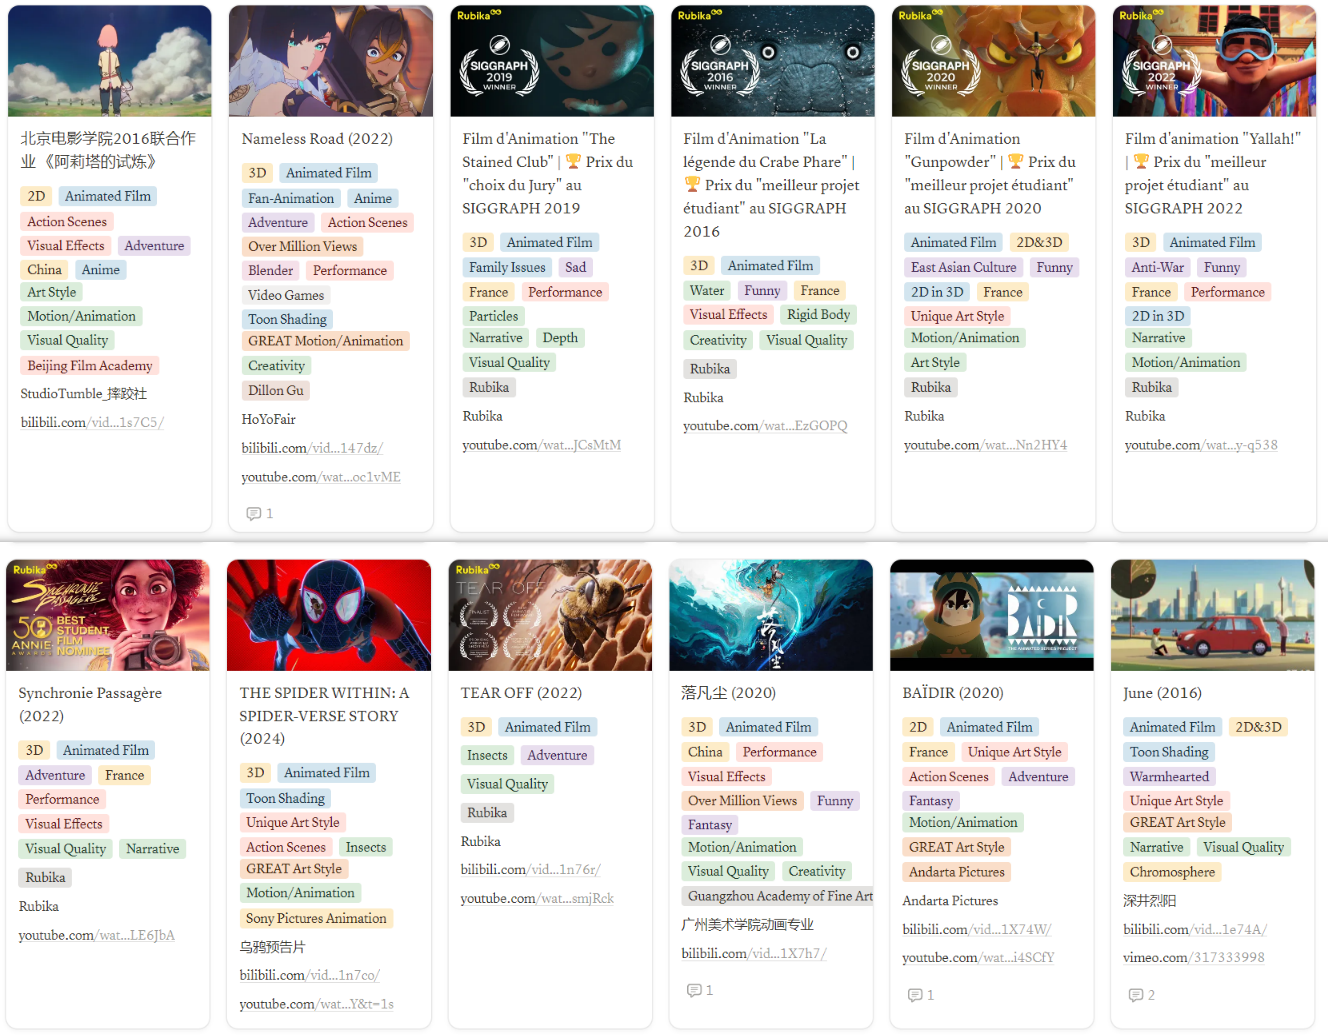 北京电影学院2016联合作
业 《阿莉塔的试炼》
2D Animated Film
Action Scenes
Visual Effects Adventure
China Anime
Art Style
Motion/Animation
Visual Quality
Beijing Film Academy
StudioTumble_摔跤社
bilibili.com/vid...1s7C5/
Nameless Road (2022)
3D Animated Film
Fan-Animation Anime
Adventure Action Scenes
Over Million Views
Blender Performance
Video Games
Toon Shading
GREAT Motion/Animation
Creativity
Dillon Gu
HoYoFair
bilibili.com/vid...147dz/
youtube.com/wat...oc1vME
1
Rubika
SIGGRAPH
2019
WINNER
Film d'Animation "The
Stained Club" | 🏆 Prix du
"choix du Jury" au
SIGGRAPH 2019
3D Animated Film
Family Issues Sad
France Performance
Particles
Narrative Depth
Visual Quality
Rubika
Rubika
youtube.com/wat...JCsMtM
Rubika
SIGGRAPH
2016
WINNER
Film d'Animation "La
légende du Crabe Phare" |
🏆 Prix du "meilleur projet
étudiant" au SIGGRAPH
2016
3D Animated Film
Water Funny France
Visual Effects Rigid Body
Creativity Visual Quality
Rubika
Rubika
youtube.com/wat...EzGOPQ
Rubika
SIGGRAPH
2020
WINNER
Film d'Animation
"Gunpowder" | 🏆 Prix du
"meilleur projet étudiant"
au SIGGRAPH 2020
Animated Film 2D&3D
East Asian Culture Funny
2D in 3D France
Unique Art Style
Motion/Animation
Art Style
Rubika
Rubika
youtube.com/wat...Nn2HY4
Rubika
SIGGRAPH
2022
WINNER
Film d'animation "Yallah!"
| 🏆 Prix du "meilleur
projet étudiant" au
SIGGRAPH 2022
3D Animated Film
Anti-War Funny
France Performance
2D in 3D
Narrative
Motion/Animation
Rubika
Rubika
youtube.com/wat...y-q538
Rubika
SYNCHRONIE
PASSAGÈRE
50 BEST
STUDENT
FILM
NOMINEE
ANNIE
AWARDS
Synchronie Passagère
(2022)
3D Animated Film
Adventure France
Performance
Visual Effects
Visual Quality Narrative
Rubika
Rubika
youtube.com/wat...LE6JbA
THE SPIDER WITHIN: A
SPIDER-VERSE STORY
(2024)
3D Animated Film
Toon Shading
Unique Art Style
Action Scenes Insects
GREAT Art Style
Motion/Animation
Sony Pictures Animation
乌鸦预告片
bilibili.com/vid...1n7co/
youtube.com/wat...Y&t=1s
Rubika
TEAR OFF
TEAR OFF (2022)
3D Animated Film
Insects Adventure
Visual Quality
Rubika
Rubika
bilibili.com/vid...1n76r/
youtube.com/wat...smjRck
落凡尘
落凡尘 (2020)
3D Animated Film
China Performance
Visual Effects
Over Million Views Funny
Fantasy
Motion/Animation
Visual Quality Creativity
Guangzhou Academy of Fine Art
广州美术学院动画专业
bilibili.com/vid...1X7h7/
1
BAÏDIR
THE ANIMATED SERIES PROJECT
BAÏDIR (2020)
2D Animated Film
France Unique Art Style
Action Scenes Adventure
Fantasy
Motion/Animation
GREAT Art Style
Andarta Pictures
Andarta Pictures
bilibili.com/vid...1X74W/
youtube.com/wat...i4SCfY
1
June (2016)
Animated Film 2D&3D
Toon Shading
Warmhearted
Unique Art Style
GREAT Art Style
Narrative Visual Quality
Chromosphere
深井烈阳
bilibili.com/vid...1e74A/
vimeo.com/317333998
2